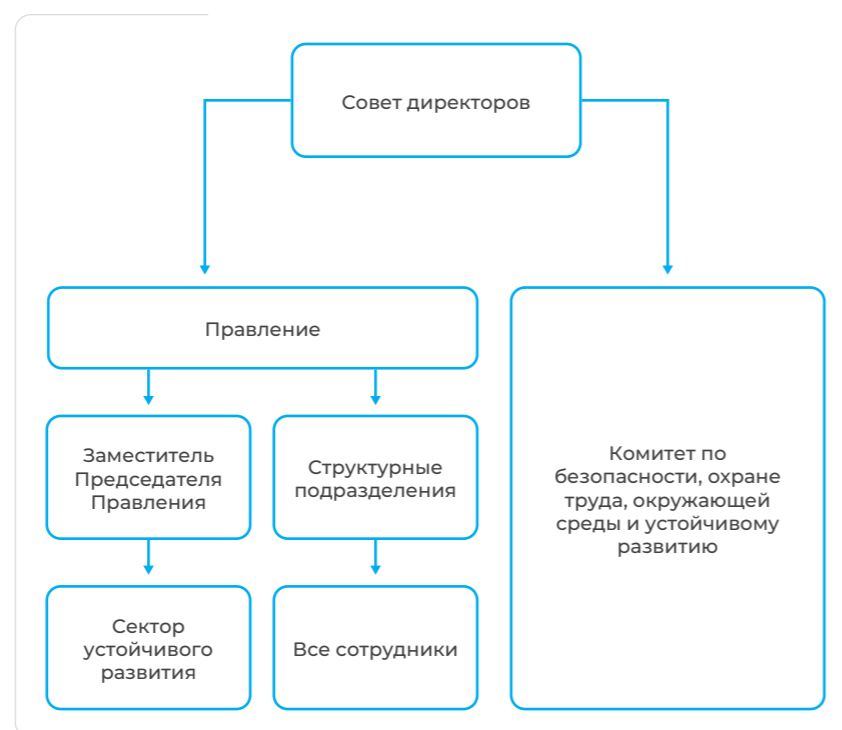 Совет директоров
Правление
Заместитель
Председателя
Правления
Структурные
подразделения
Комитет по
безопасности, охране
труда, окружающей
среды и устойчивому
развитию
Сектор
устойчивого
развития
Все сотрудники